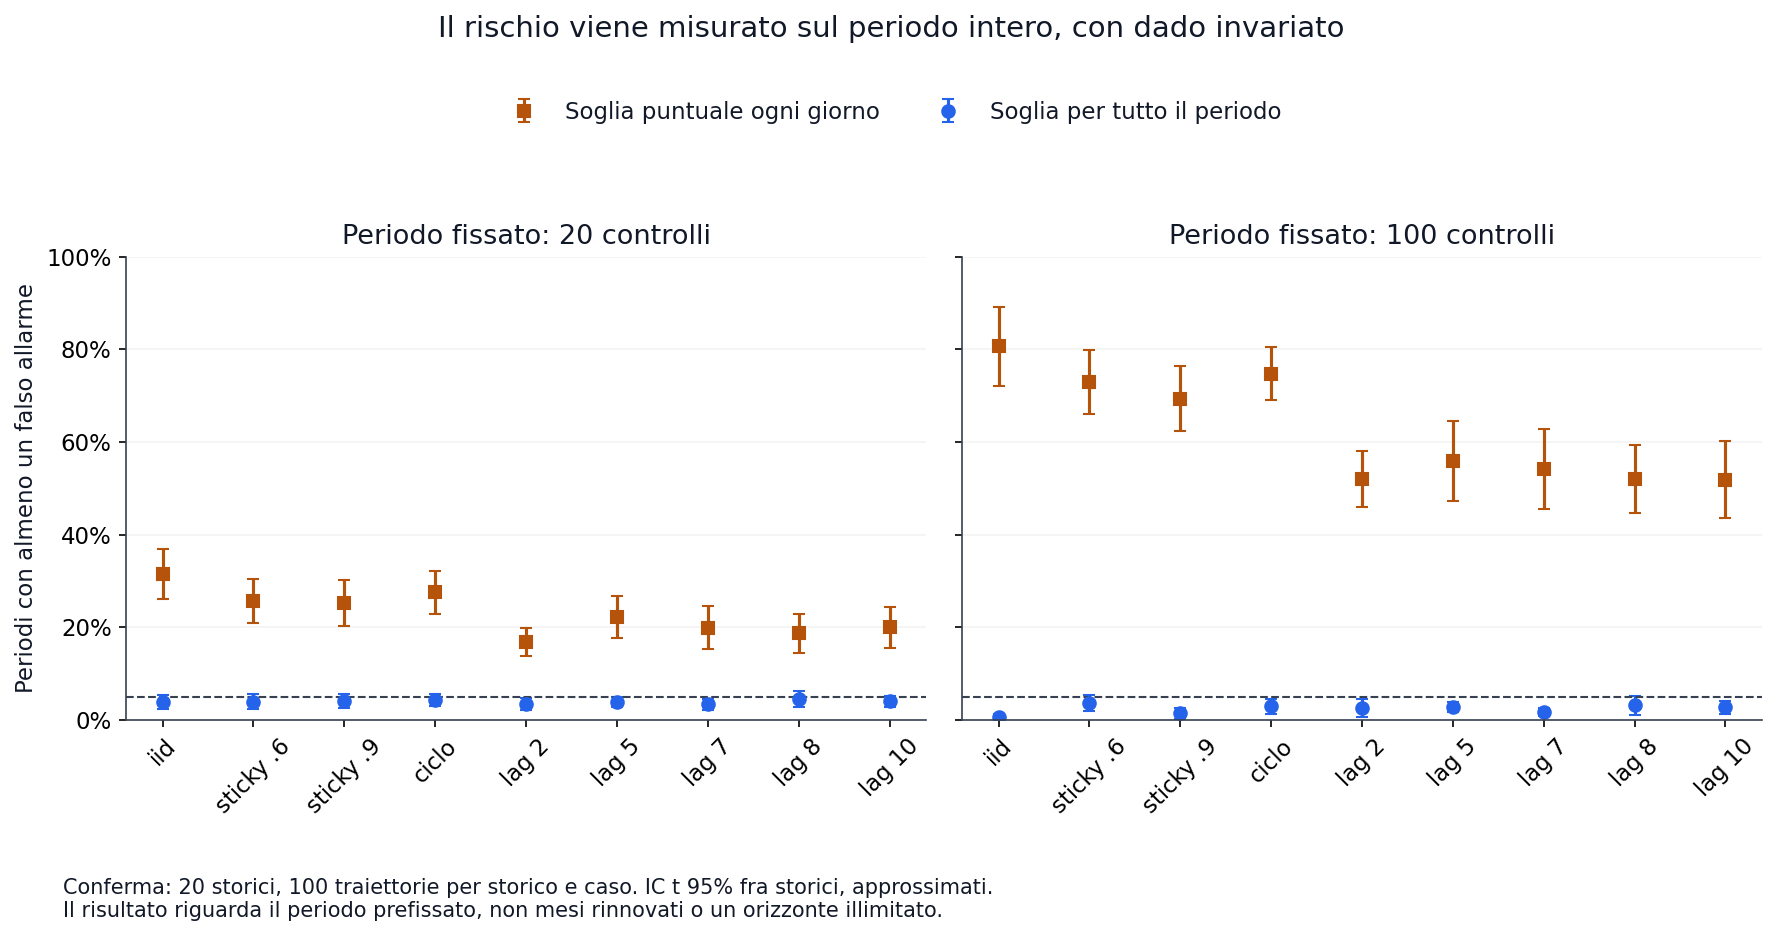 Il rischio viene misurato sul periodo intero, con dado invariato
Soglia puntuale ogni giorno
Soglia per tutto il periodo
Periodo fissato: 20 controlli
Periodo fissato: 100 controlli
Periodi con almeno un falso allarme
100%
80%
60%
40%
20%
0%
iid
sticky .6
sticky .9
ciclo
lag 2
lag 5
lag 7
lag 8
lag 10
iid
sticky .6
sticky .9
ciclo
lag 2
lag 5
lag 7
lag 8
lag 10
Conferma: 20 storici, 100 traiettorie per storico e caso. IC t 95% fra storici, approssimati.
Il risultato riguarda il periodo prefissato, non mesi rinnovati o un orizzonte illimitato.